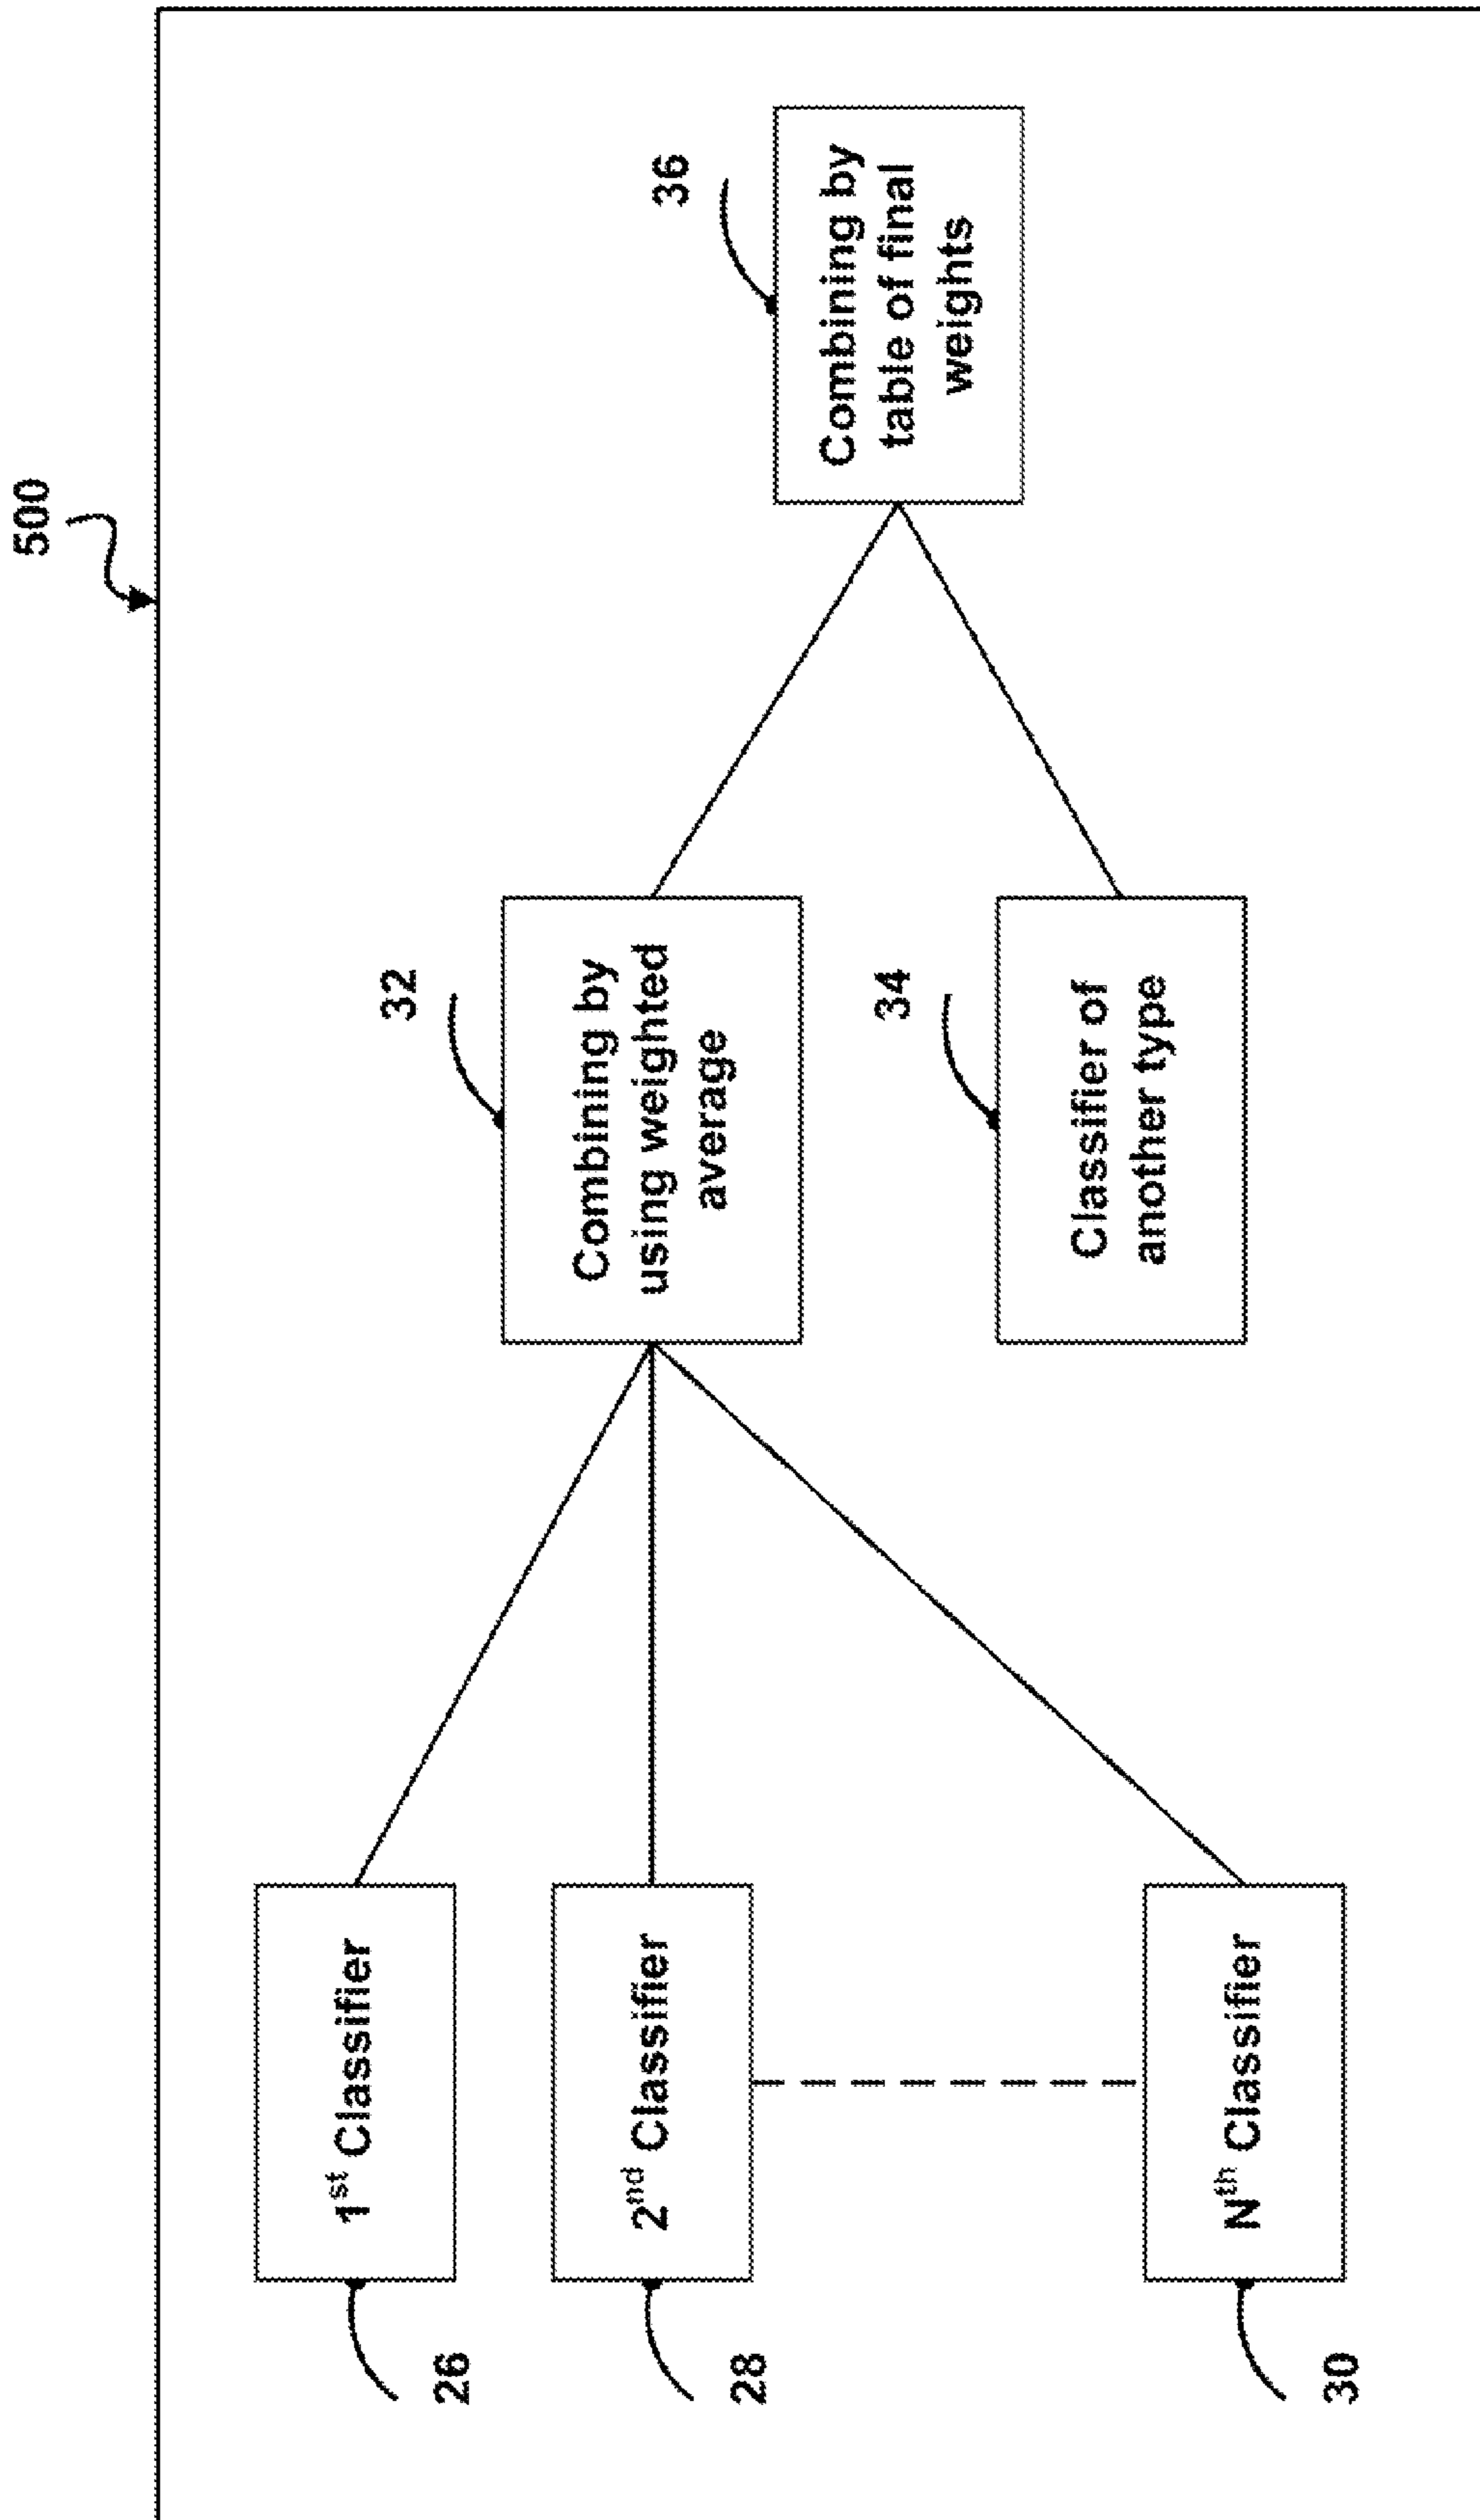 500
26
1st Classifier
28
2nd Classifier
30
Nth Classifier
32
Combining by
using weighted
average
34
Classifier of
another type
36
Combining by
table of final
weights